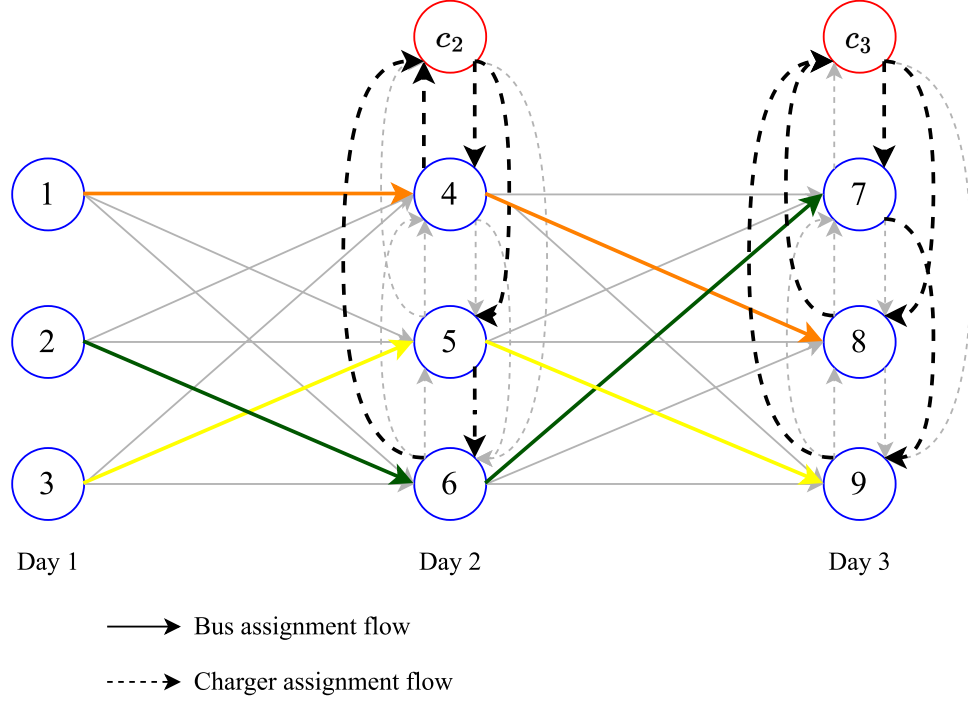 c₂ c₃
1 4 7
2 5 8
3 6 9
Day 1 Day 2 Day 3
Bus assignment flow
Charger assignment flow